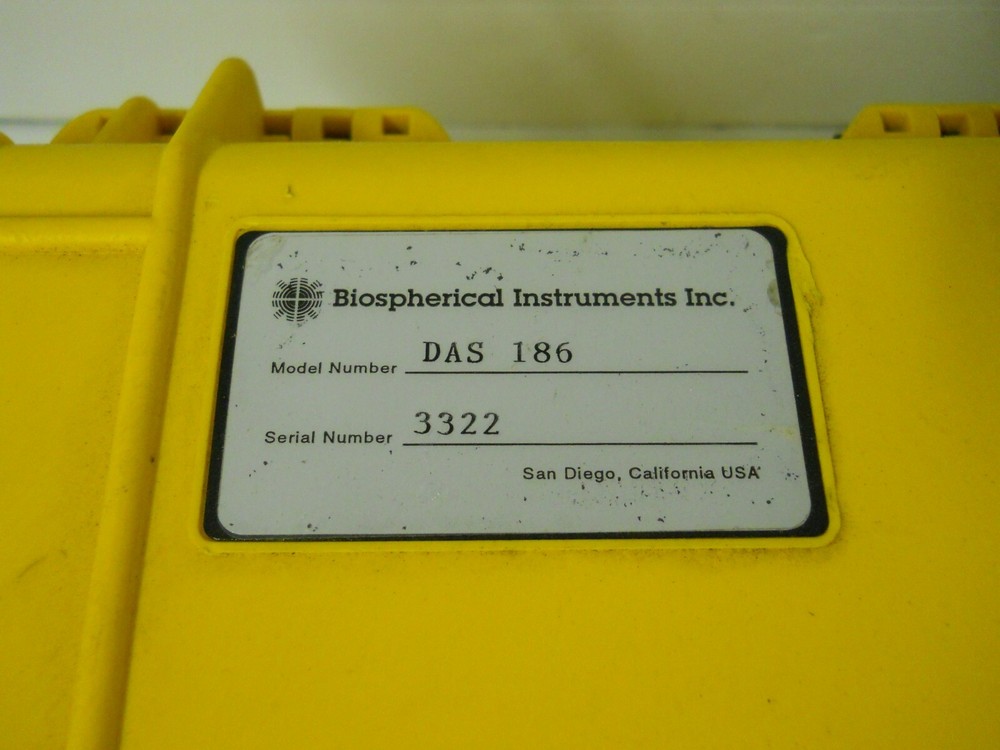 Biospherical Instruments Inc.
Model Number DAS 186
Serial Number 3322
San Diego, California USA